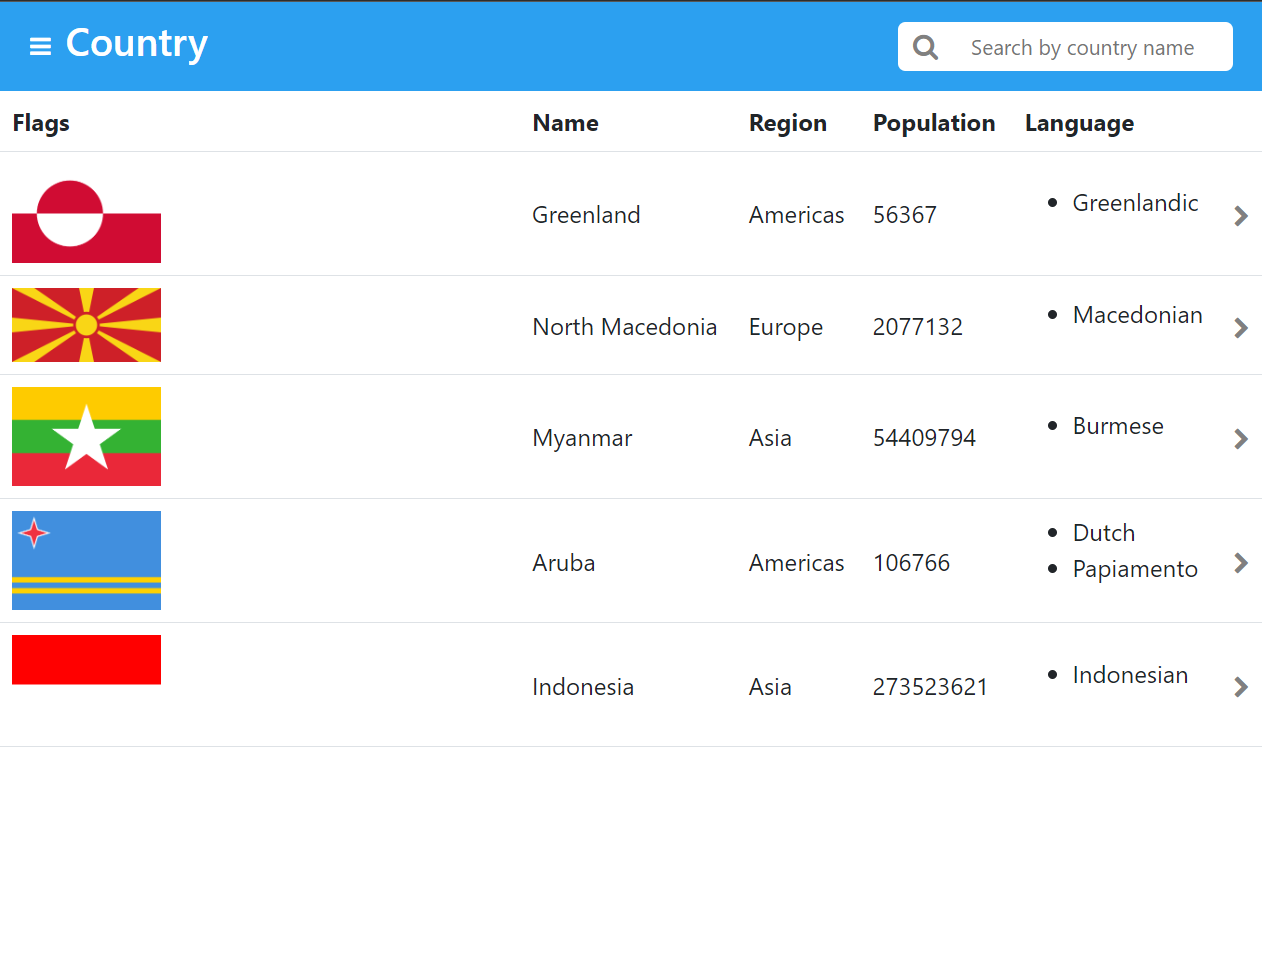 Country
Search by country name
Flags Name Region Population Language
Greenland Americas 56367 • Greenlandic
North Macedonia Europe 2077132 • Macedonian
Myanmar Asia 54409794 • Burmese
Aruba Americas 106766 • Dutch
• Papiamento
Indonesia Asia 273523621 • Indonesian